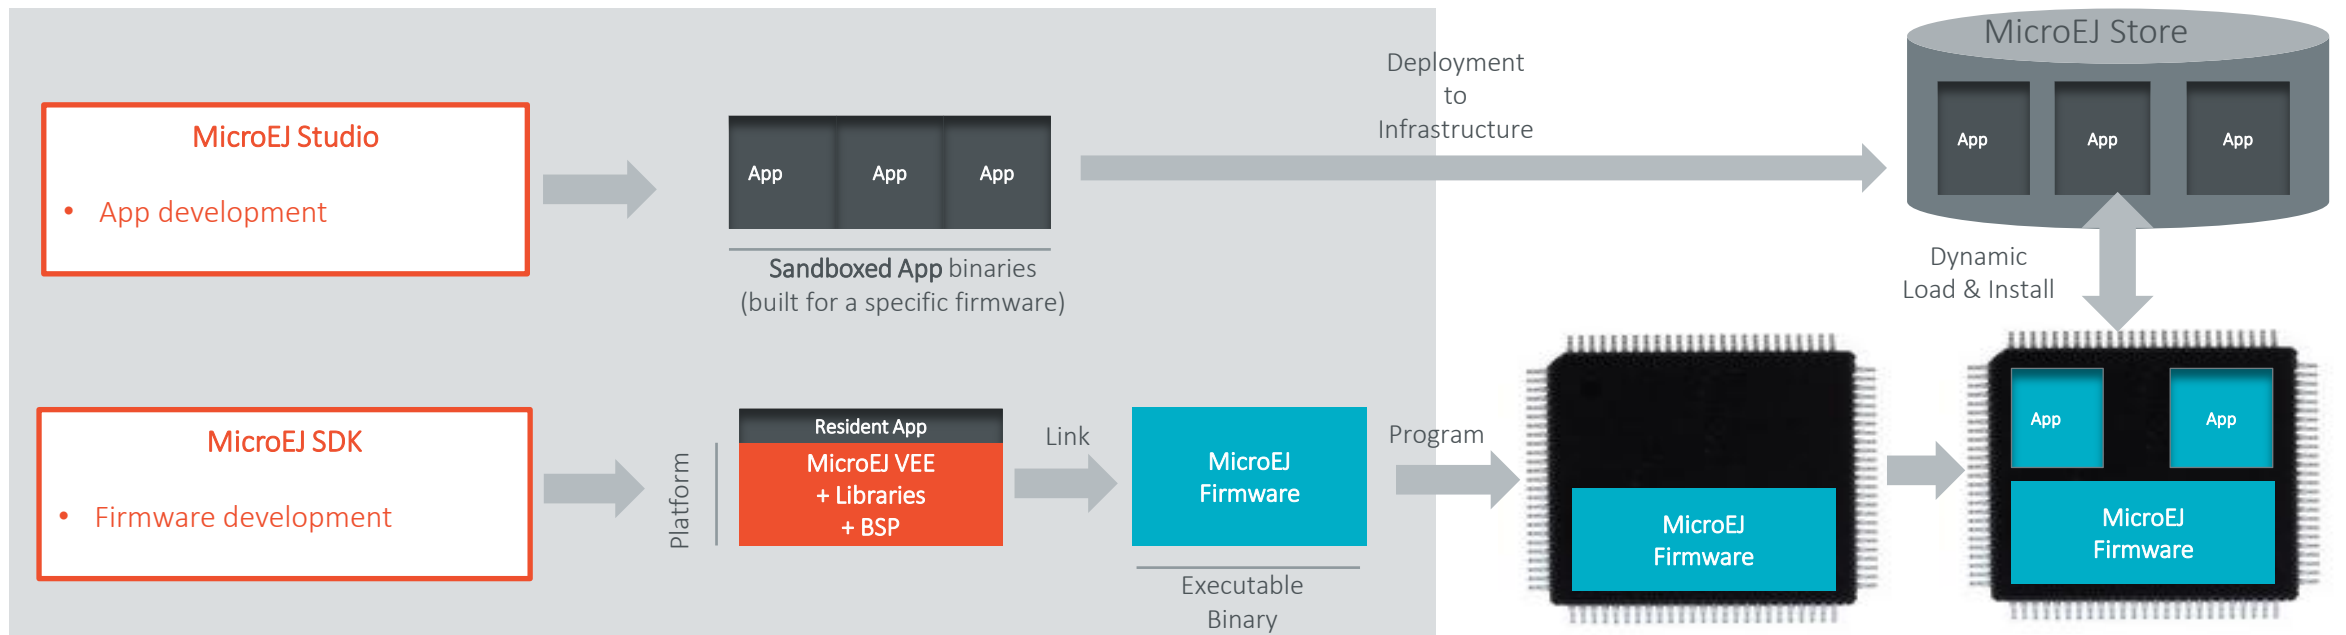 MicroEJ Studio
• App development
App
App
App
Sandboxed App binaries
(built for a specific firmware)
Deployment
to
Infrastructure
MicroEJ Store
App
App
App
Dynamic
Load & Install
MicroEJ SDK
• Firmware development
Platform
Resident App
MicroEJ VEE
+ Libraries
+ BSP
Link
MicroEJ
Firmware
Executable
Binary
Program
MicroEJ
Firmware
App
App
MicroEJ
Firmware